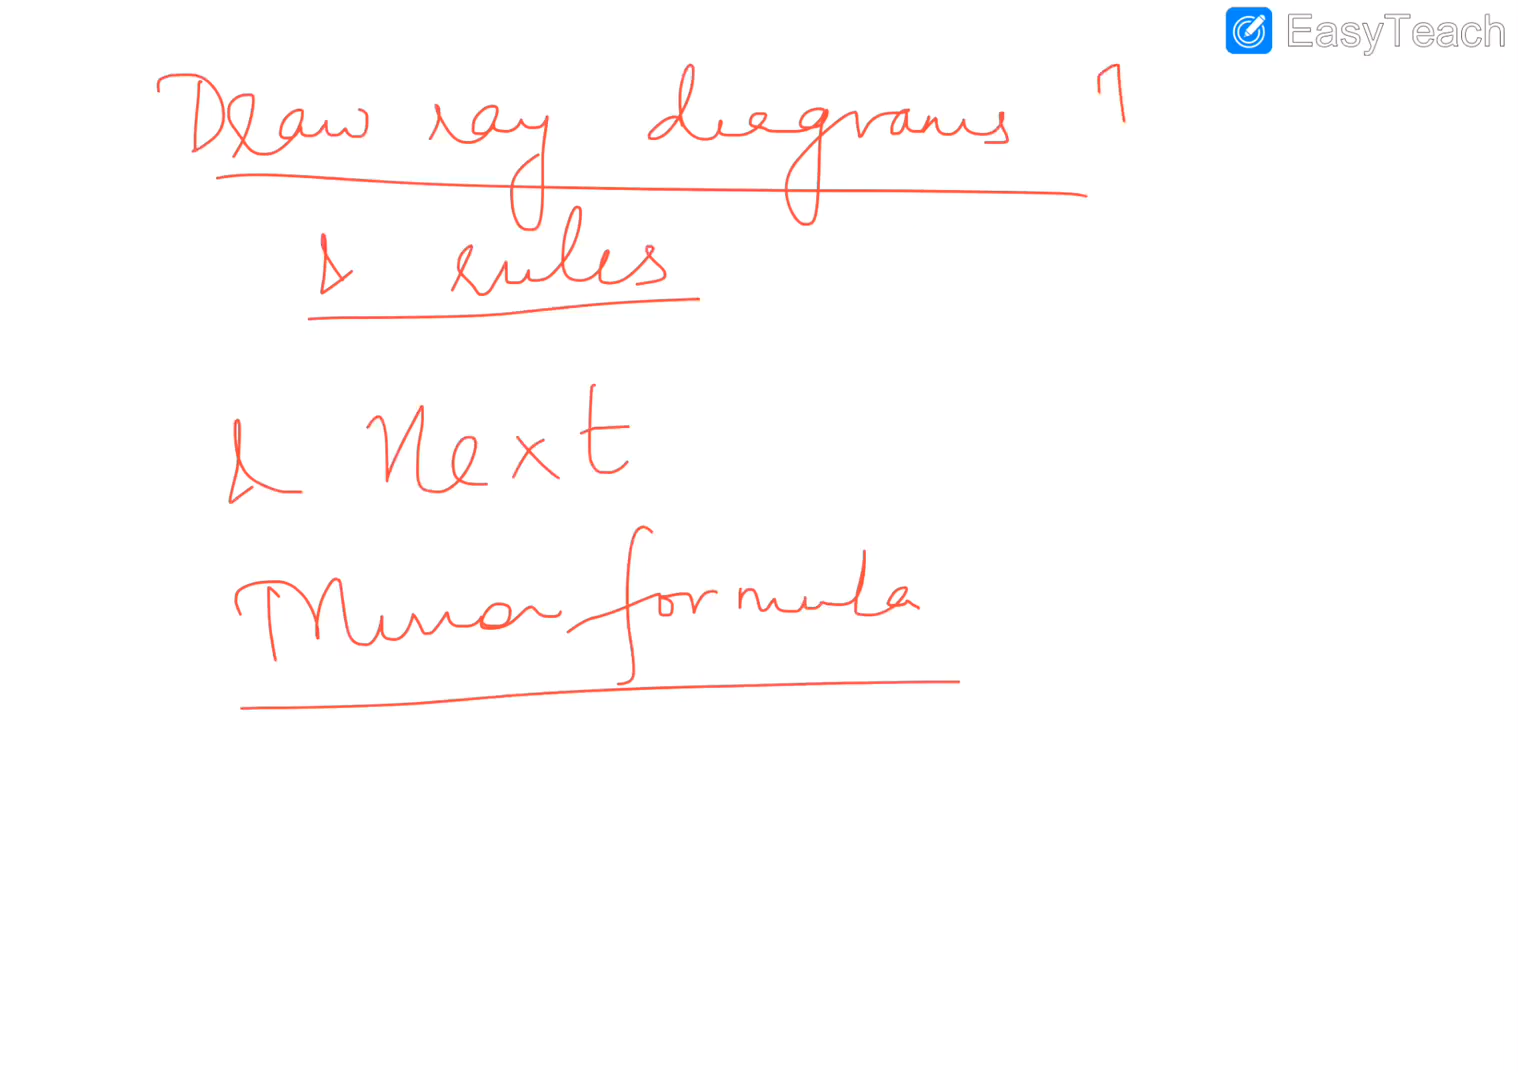 EasyTeach
Draw ray diagrams
& rules
& Next
Mirror formula